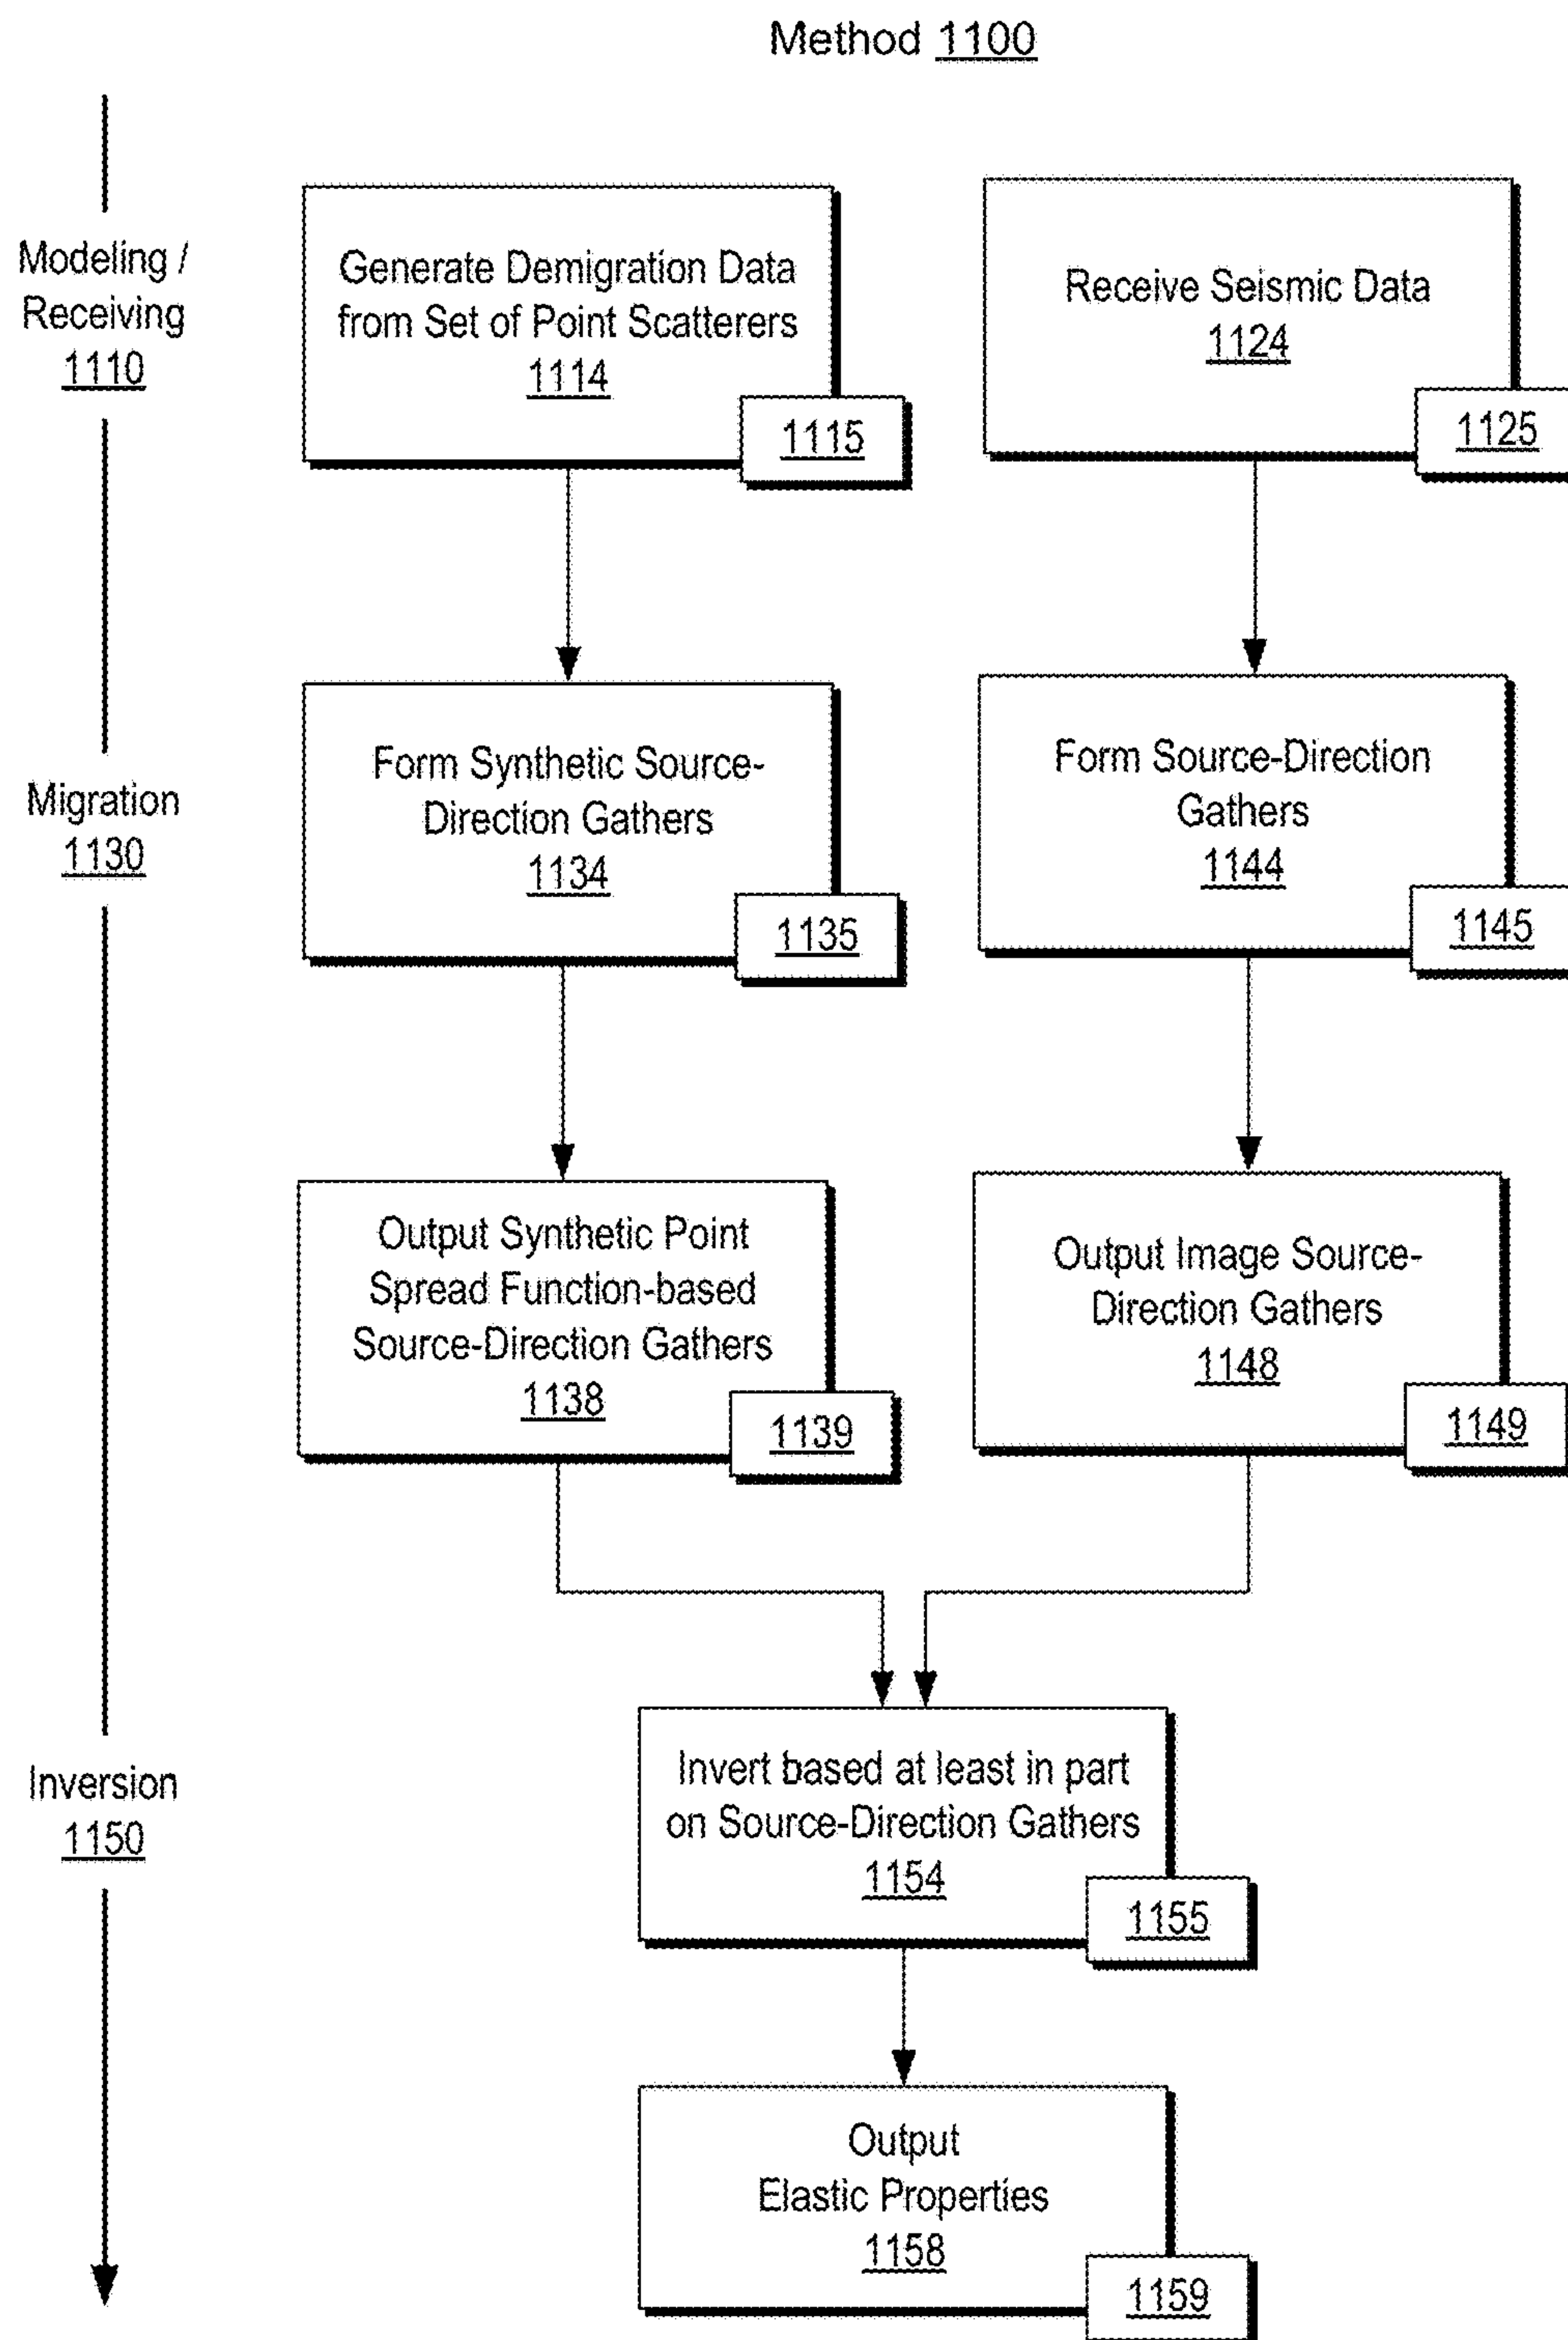 Method 1100
Modeling /
Receiving
1110
Generate Demigration Data
from Set of Point Scatterers
1114
1115
Receive Seismic Data
1124
1125
Migration
1130
Form Synthetic Source-
Direction Gathers
1134
1135
Form Source-Direction
Gathers
1144
1145
Output Synthetic Point
Spread Function-based
Source-Direction Gathers
1138
1139
Output Image Source-
Direction Gathers
1148
1149
Inversion
1150
Invert based at least in part
on Source-Direction Gathers
1154
1155
Output
Elastic Properties
1158
1159